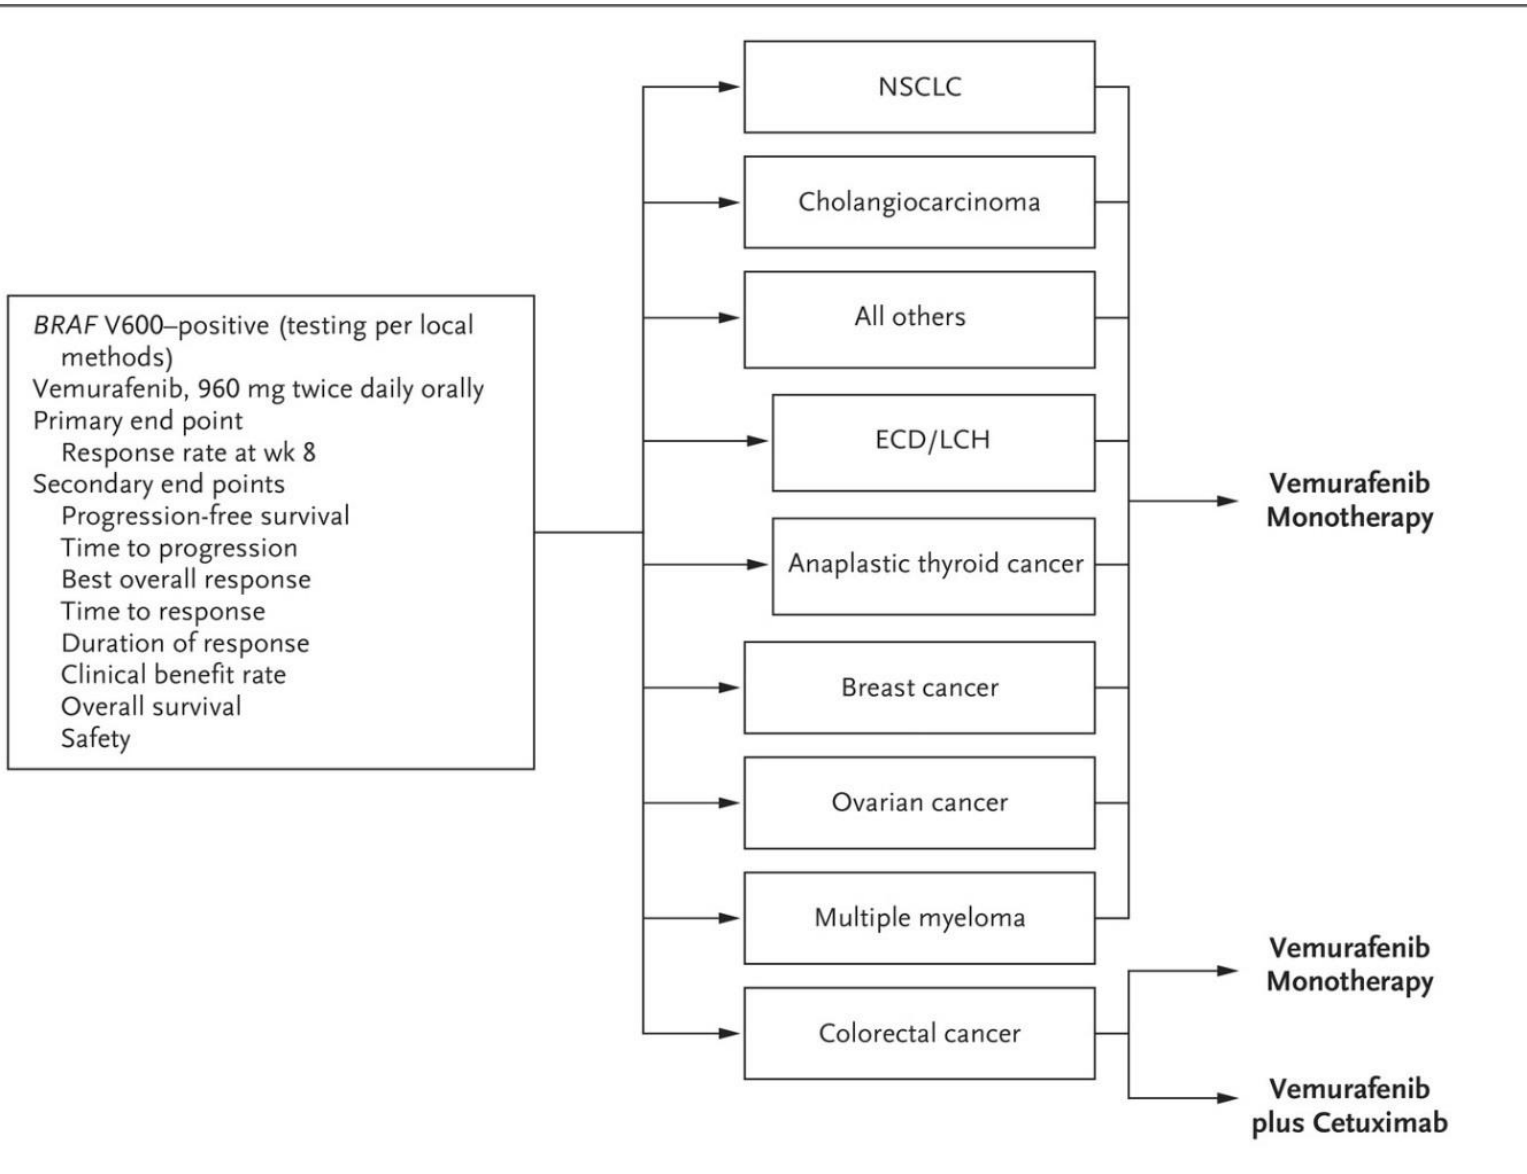 BRAF V600–positive (testing per local
methods)
Vemurafenib, 960 mg twice daily orally
Primary end point
Response rate at wk 8
Secondary end points
Progression-free survival
Time to progression
Best overall response
Time to response
Duration of response
Clinical benefit rate
Overall survival
Safety
NSCLC
Cholangiocarcinoma
All others
ECD/LCH
Anaplastic thyroid cancer
Breast cancer
Ovarian cancer
Multiple myeloma
Colorectal cancer
Vemurafenib
Monotherapy
Vemurafenib
Monotherapy
Vemurafenib
plus Cetuximab